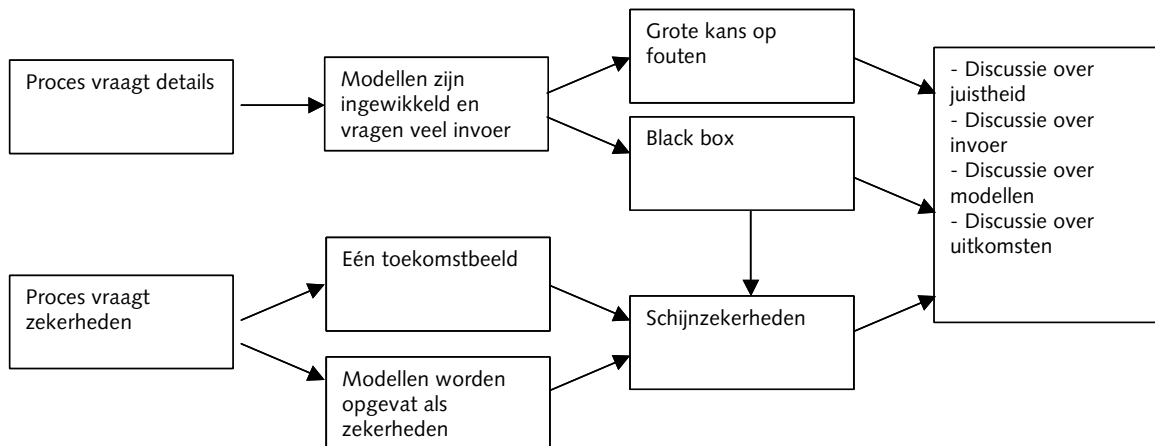 Proces vraagt details
Modellen zijn
ingewikkeld en
vragen veel invoer
Grote kans op
fouten
Black box
- Discussie over
juistheid
- Discussie over
invoer
- Discussie over
modellen
- Discussie over
uitkomsten
Proces vraagt
zekerheden
Eén toekomstbeeld
Modellen worden
opgevat als
zekerheden
Schijnzekerheden